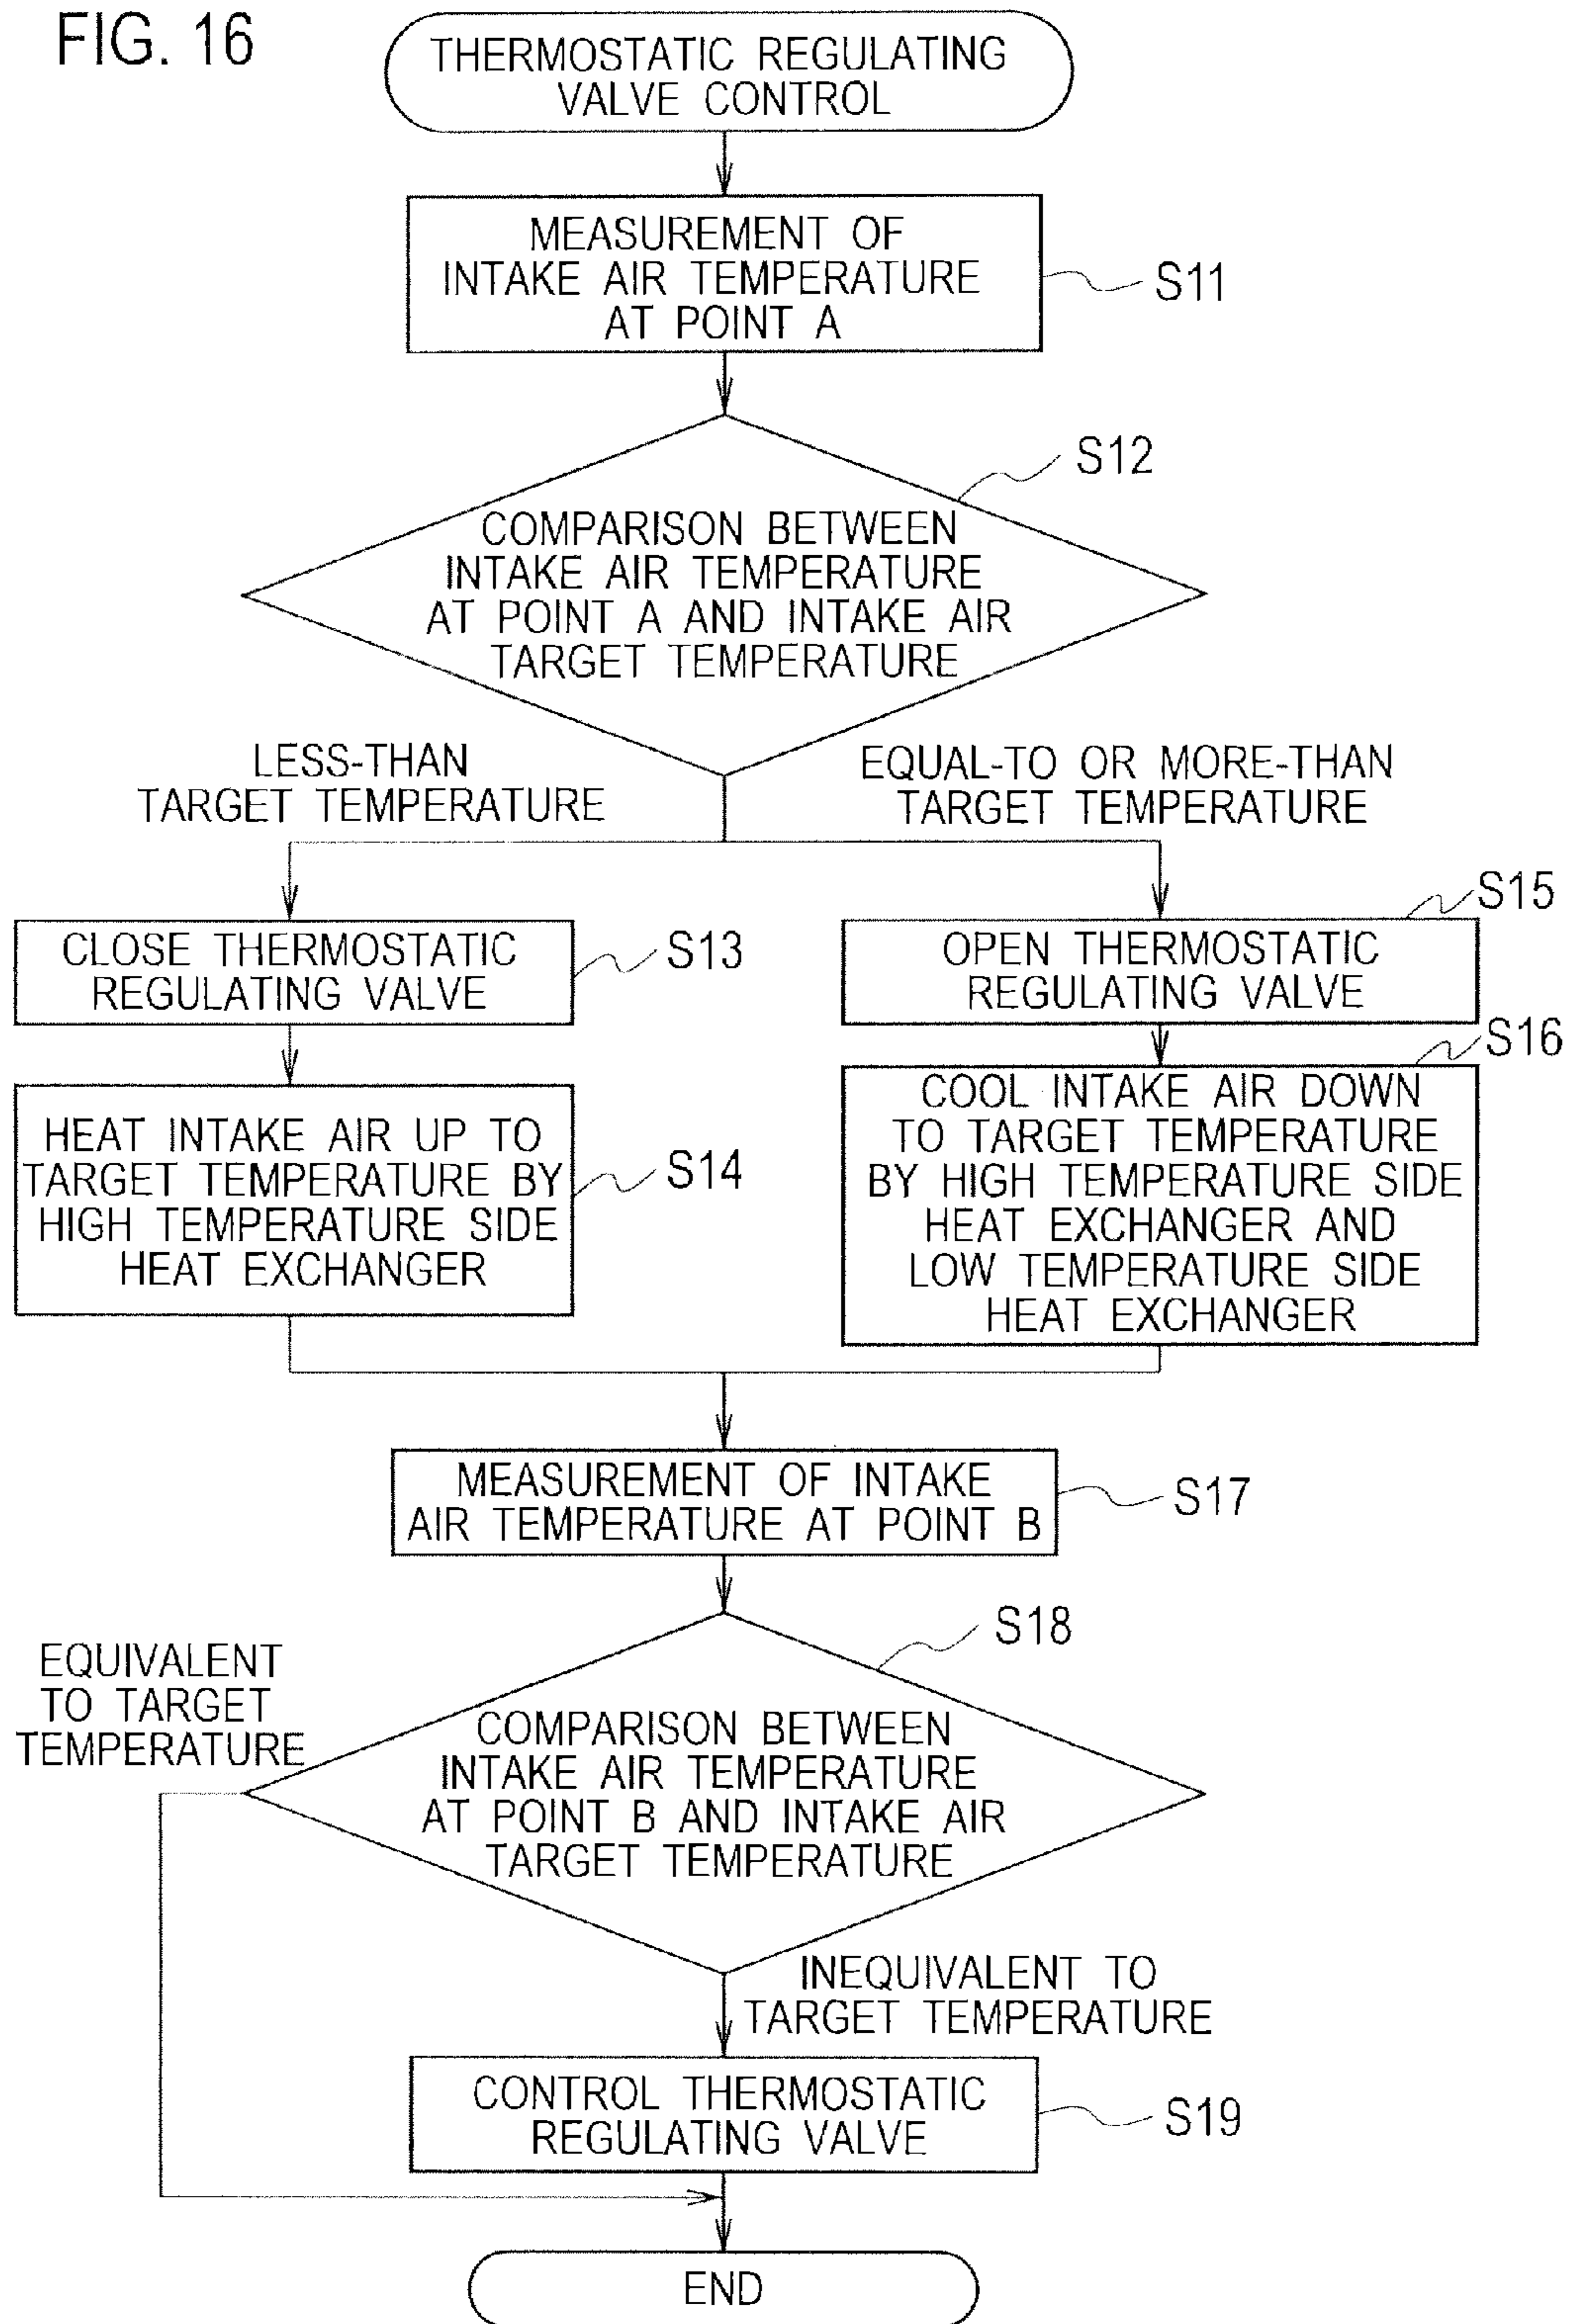 FIG. 16
THERMOSTATIC REGULATING
VALVE CONTROL
MEASUREMENT OF
INTAKE AIR TEMPERATURE
AT POINT A
S11
S12
COMPARISON BETWEEN
INTAKE AIR TEMPERATURE
AT POINT A AND INTAKE AIR
TARGET TEMPERATURE
LESS-THAN
TARGET TEMPERATURE
EQUAL-TO OR MORE-THAN
TARGET TEMPERATURE
CLOSE THERMOSTATIC
REGULATING VALVE
S13
S15
OPEN THERMOSTATIC
REGULATING VALVE
HEAT INTAKE AIR UP TO
TARGET TEMPERATURE BY
HIGH TEMPERATURE SIDE
HEAT EXCHANGER
S14
S16
COOL INTAKE AIR DOWN
TO TARGET TEMPERATURE
BY HIGH TEMPERATURE SIDE
HEAT EXCHANGER AND
LOW TEMPERATURE SIDE
HEAT EXCHANGER
MEASUREMENT OF INTAKE
AIR TEMPERATURE AT POINT B
S17
S18
EQUIVALENT
TO TARGET
TEMPERATURE
COMPARISON BETWEEN
INTAKE AIR TEMPERATURE
AT POINT B AND INTAKE AIR
TARGET TEMPERATURE
INEQUIVALENT TO
TARGET TEMPERATURE
CONTROL THERMOSTATIC
REGULATING VALVE
S19
END